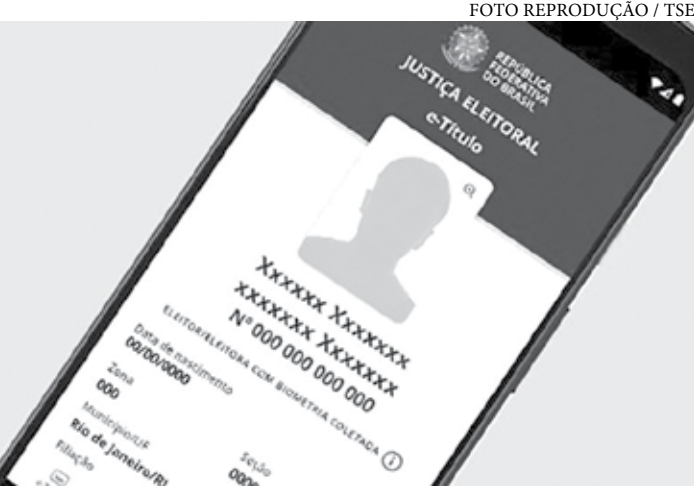 FOTO REPRODUÇÃO / TSE
REPÚBLICA
FEDERATIVA
DO BRASIL
JUSTIÇA ELEITORAL
e-Título
Xxxxxx Xxxxxxx
xxxxxxx Xxxxxxx
Nº 000 000 000 000
ELEITOR/ELEITORA COM BIOMETRIA COLETADA
Data de nascimento
00/00/0000
Zona
000
Seção
Município/UF
Rio de Janeiro/RJ
Filiação